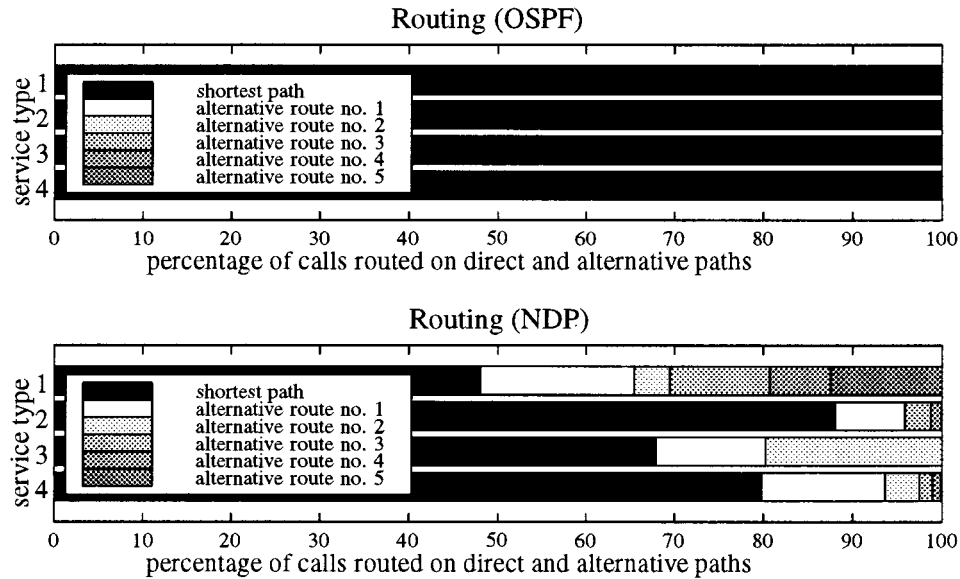 Routing (OSPF)
service type
1
2
3
4
shortest path
alternative route no. 1
alternative route no. 2
alternative route no. 3
alternative route no. 4
alternative route no. 5
0 10 20 30 40 50 60 70 80 90 100
percentage of calls routed on direct and alternative paths
Routing (NDP)
service type
1
2
3
4
shortest path
alternative route no. 1
alternative route no. 2
alternative route no. 3
alternative route no. 4
alternative route no. 5
0 10 20 30 40 50 60 70 80 90 100
percentage of calls routed on direct and alternative paths